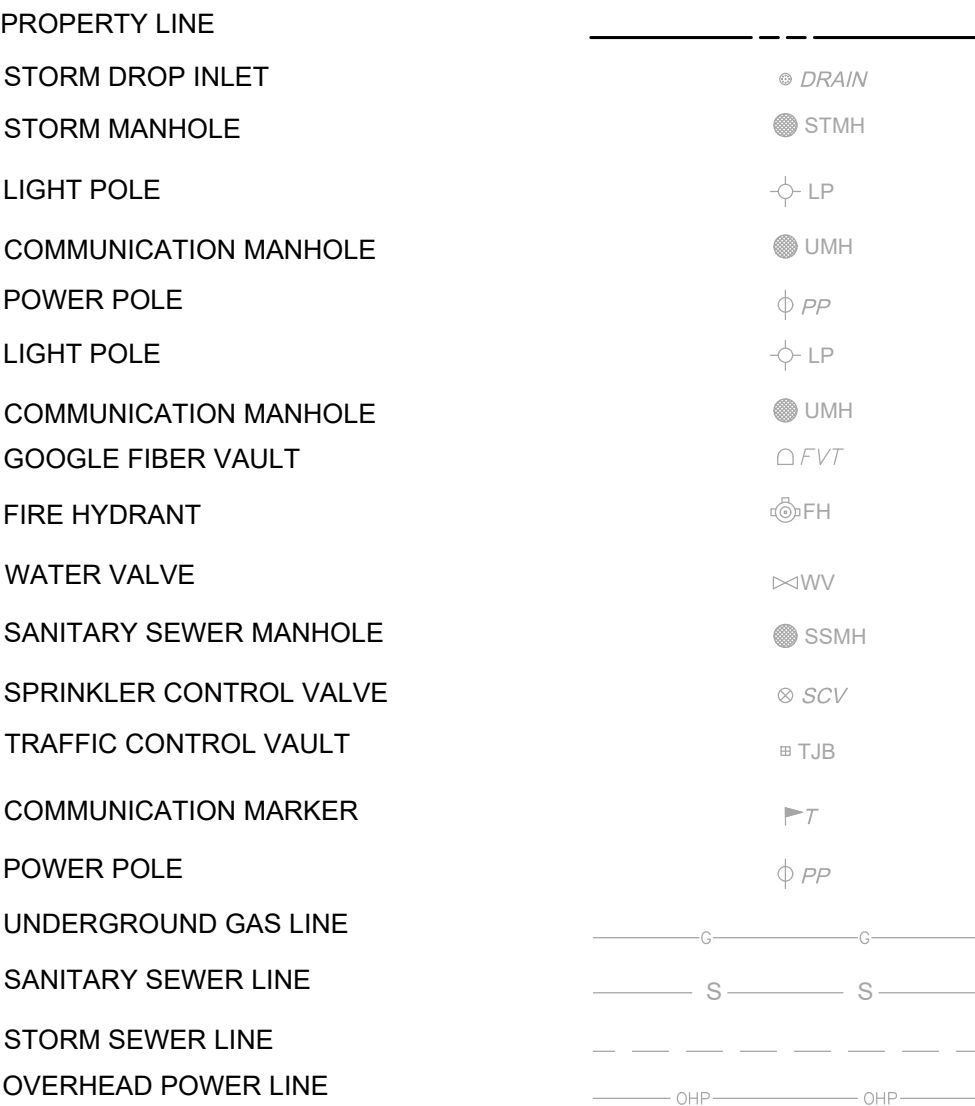 PROPERTY LINE
STORM DROP INLET DRAIN
STORM MANHOLE STMH
LIGHT POLE LP
COMMUNICATION MANHOLE UMH
POWER POLE PP
LIGHT POLE LP
COMMUNICATION MANHOLE UMH
GOOGLE FIBER VAULT FVT
FIRE HYDRANT FH
WATER VALVE WV
SANITARY SEWER MANHOLE SSMH
SPRINKLER CONTROL VALVE SCV
TRAFFIC CONTROL VAULT TJB
COMMUNICATION MARKER T
POWER POLE PP
UNDERGROUND GAS LINE G G
SANITARY SEWER LINE S S
STORM SEWER LINE
OVERHEAD POWER LINE OHP OHP